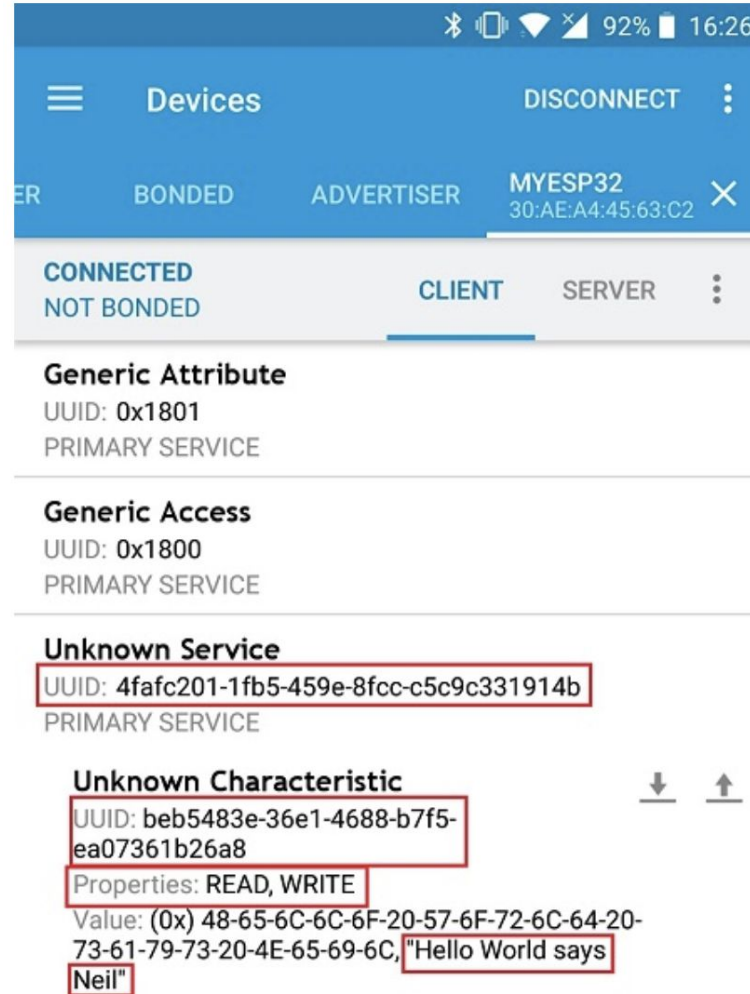 92% 16:26
Devices DISCONNECT
ER BONDED ADVERTISER MYESP32
30:AE:A4:45:63:C2
CONNECTED
NOT BONDED
CLIENT SERVER
Generic Attribute
UUID: 0x1801
PRIMARY SERVICE
Generic Access
UUID: 0x1800
PRIMARY SERVICE
Unknown Service
UUID: 4fafc201-1fb5-459e-8fcc-c5c9c331914b
PRIMARY SERVICE
Unknown Characteristic
UUID: beb5483e-36e1-4688-b7f5-
ea07361b26a8
Properties: READ, WRITE
Value: (0x) 48-65-6C-6C-6F-20-57-6F-72-6C-64-20-
73-61-79-73-20-4E-65-69-6C, "Hello World says
Neil"